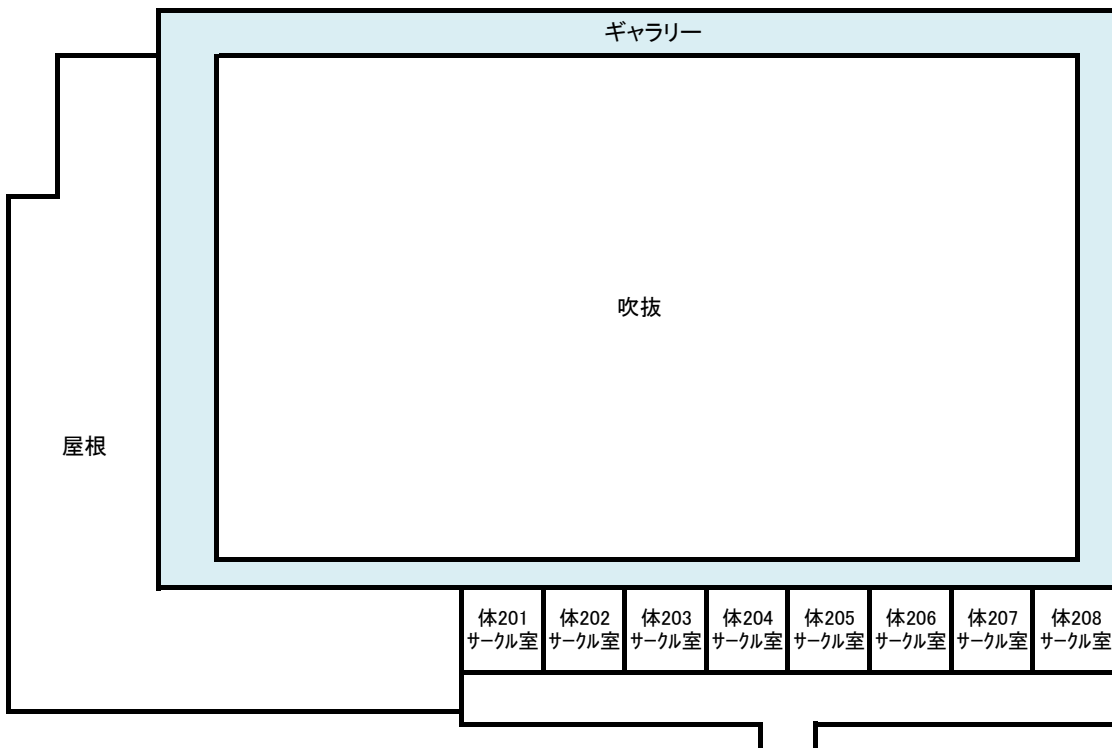 ギャラリー
吹抜
屋根
体201
サークル室
体202
サークル室
体203
サークル室
体204
サークル室
体205
サークル室
体206
サークル室
体207
サークル室
体208
サークル室